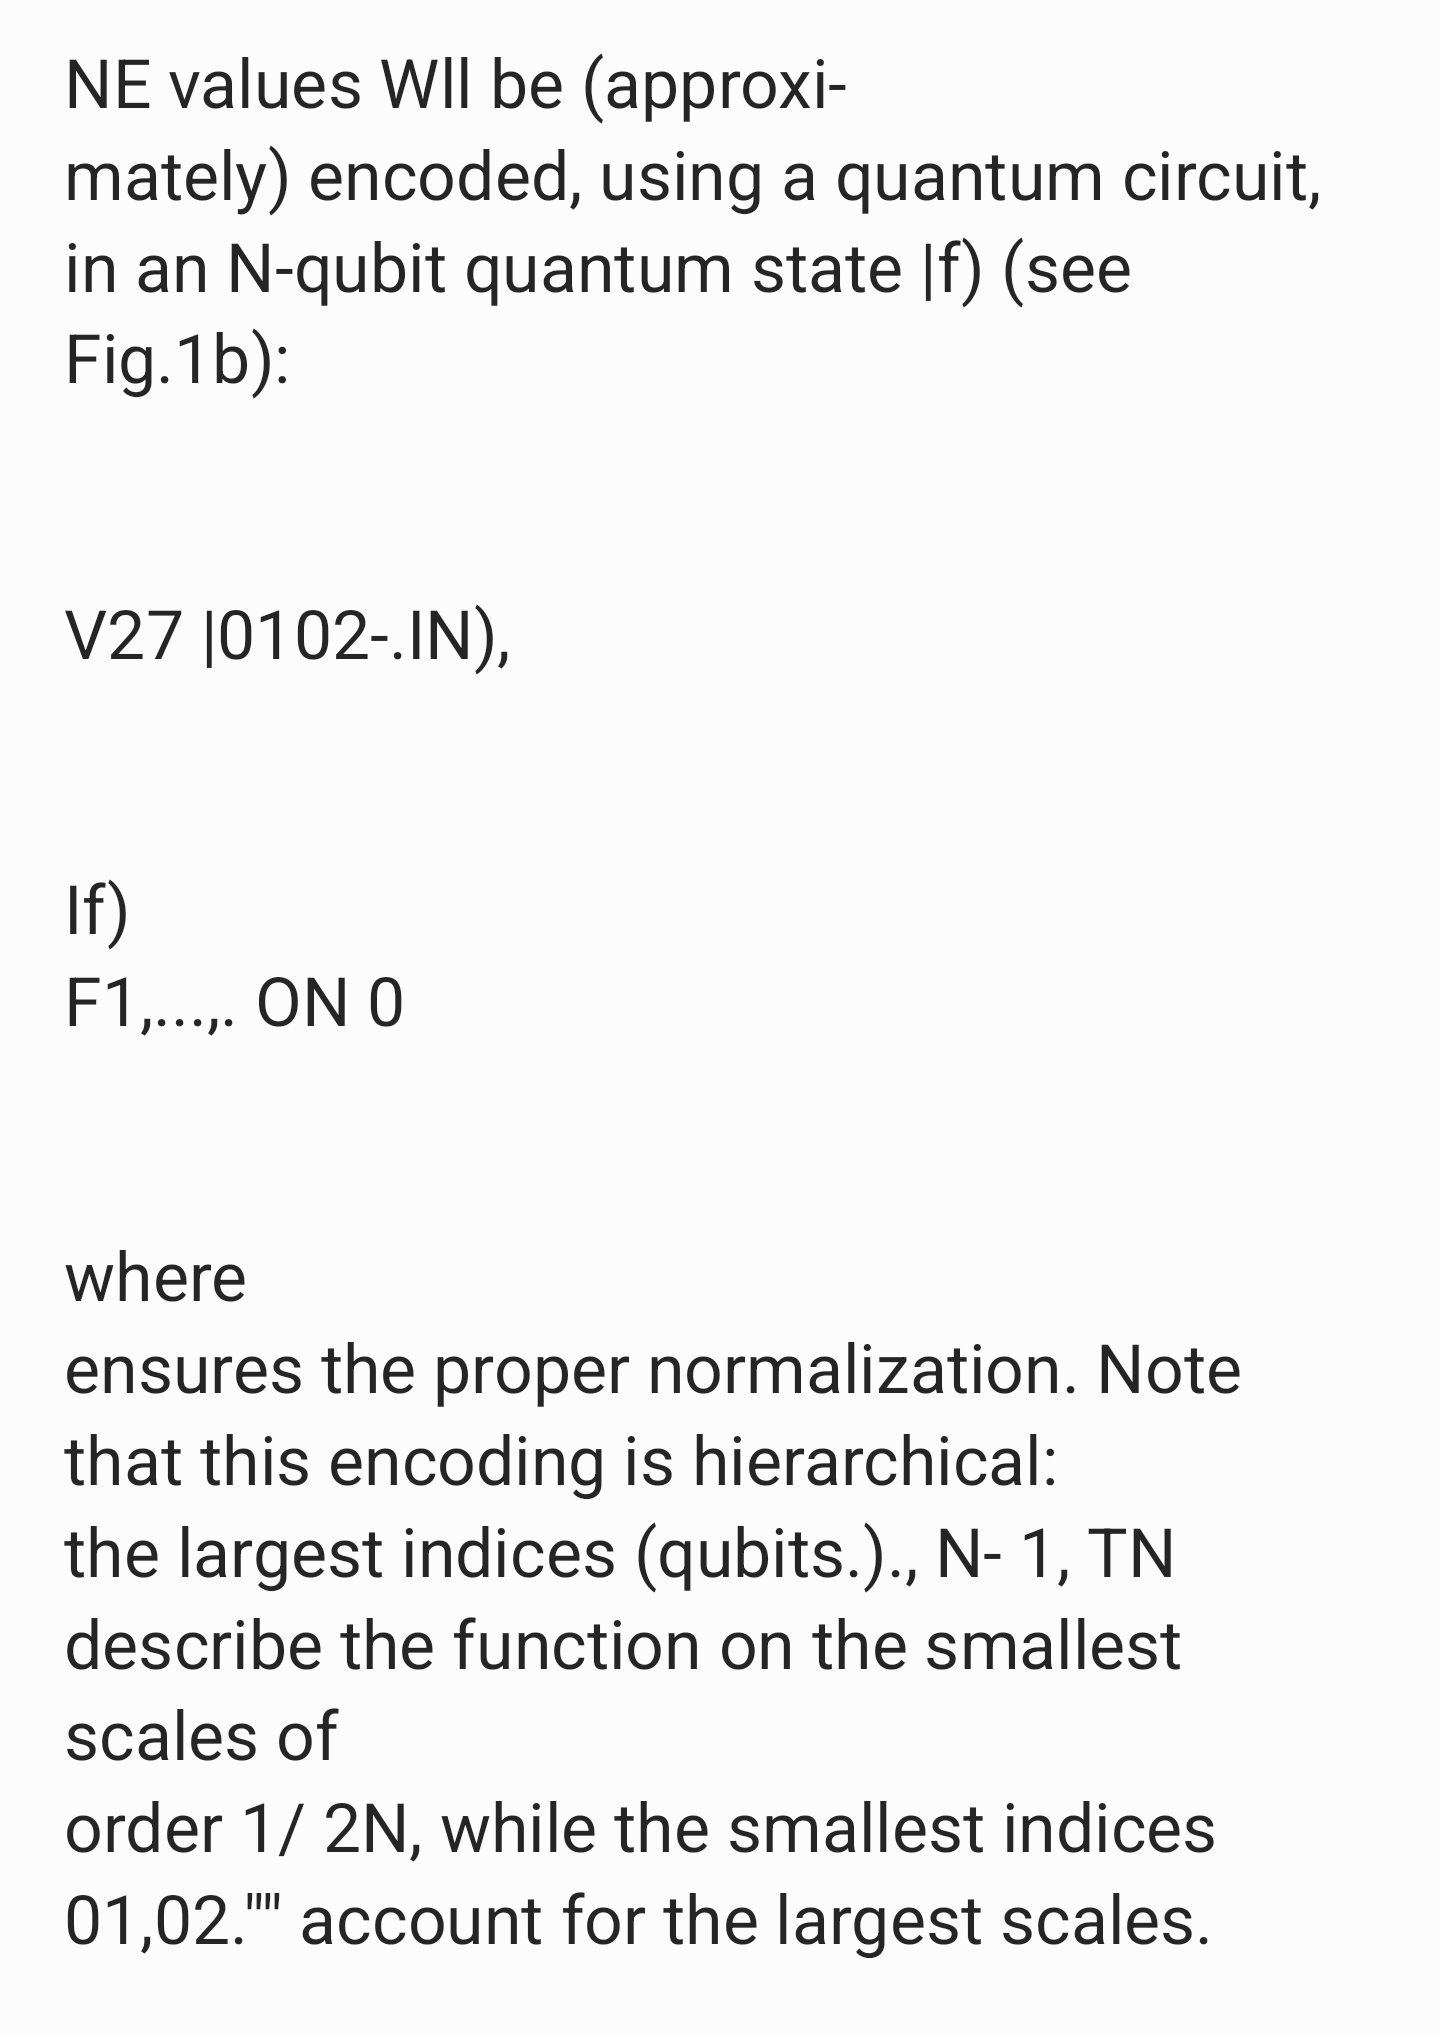 NE values Wll be (approxi-
mately) encoded, using a quantum circuit,
in an N-qubit quantum state |f) (see
Fig.1b):
V27 |0102-.IN),
If)
F1,...,. ON 0
where
ensures the proper normalization. Note
that this encoding is hierarchical:
the largest indices (qubits.)., N- 1, TN
describe the function on the smallest
scales of
order 1/ 2N, while the smallest indices
01,02."" account for the largest scales.